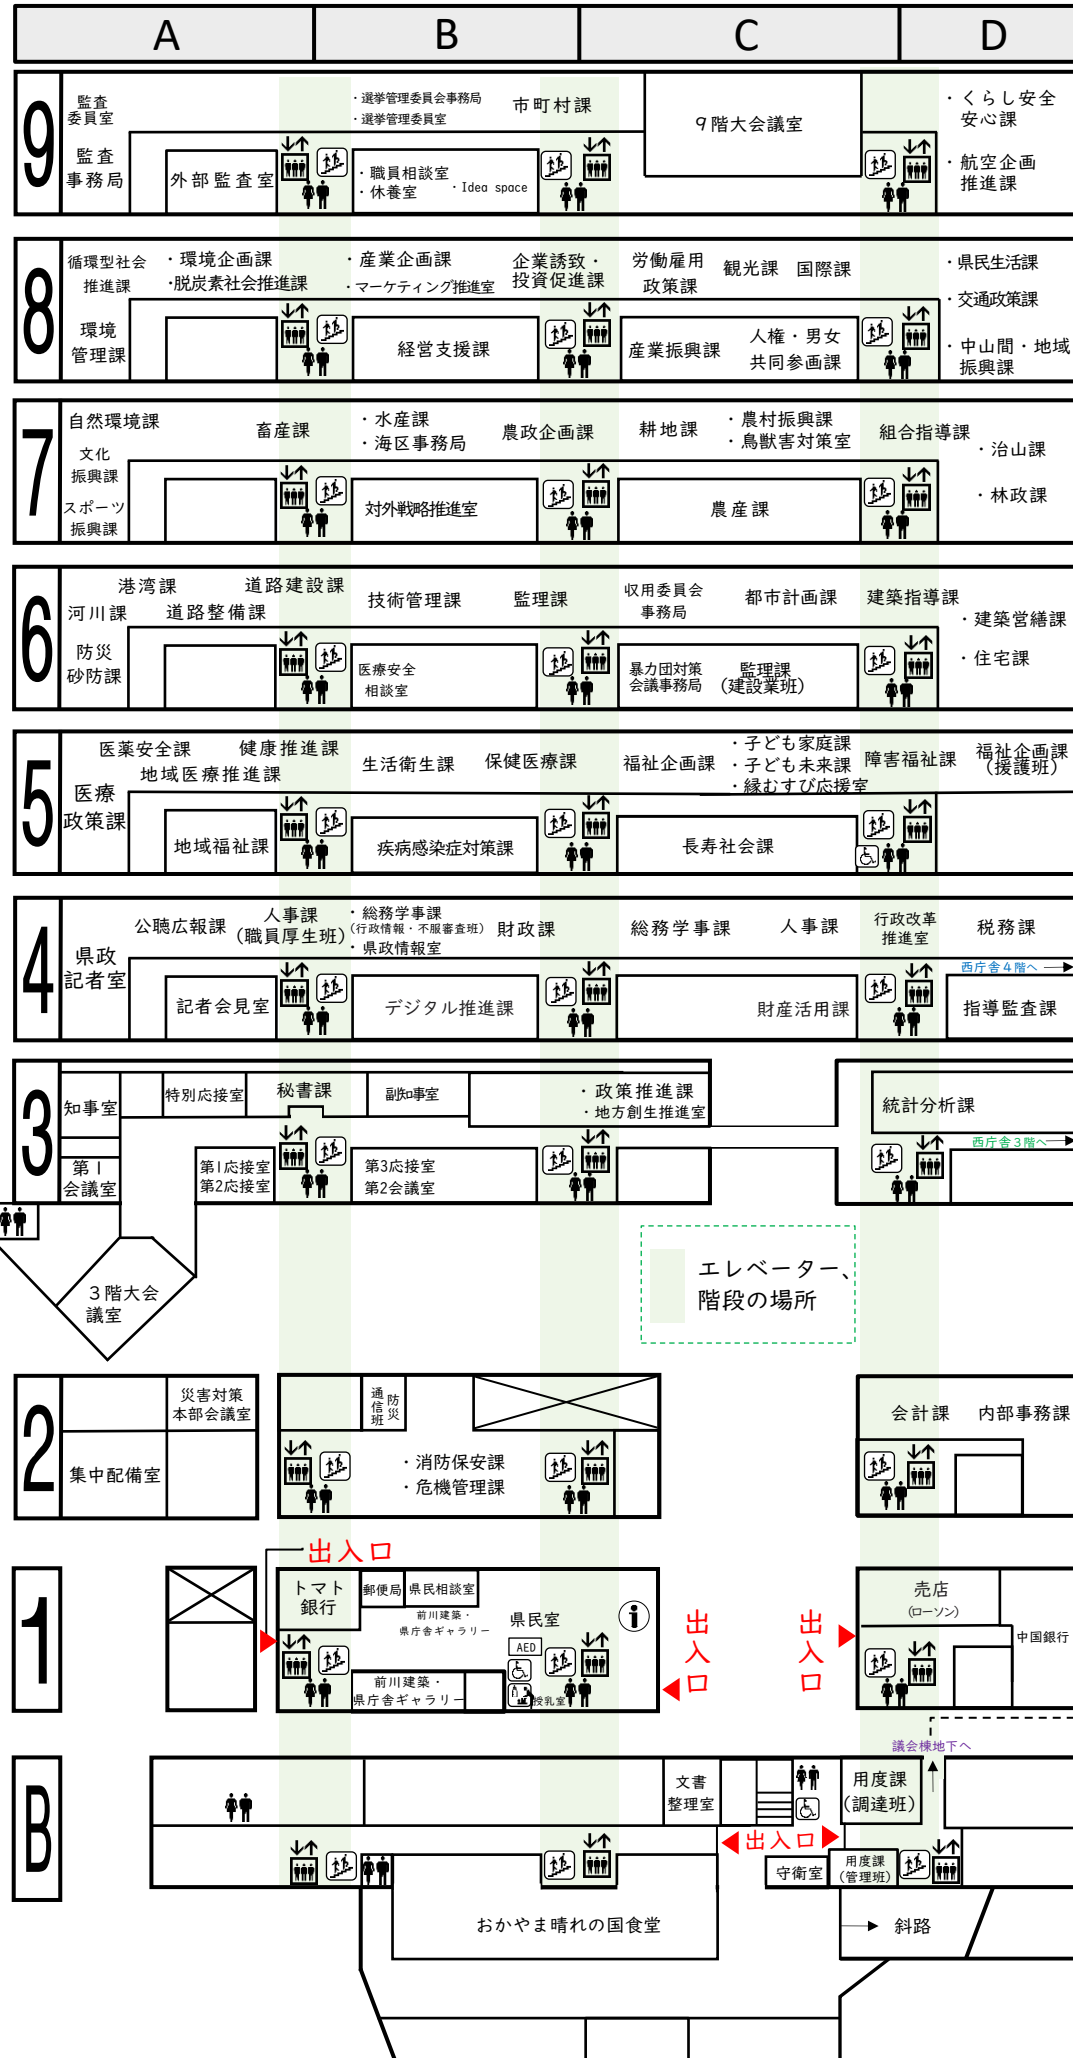 A B C D
9
監査
委員室
監査
事務局
外部監査室
・選挙管理委員会事務局
・選挙管理委員室
市町村課
・職員相談室
・休養室
・Idea space
9階大会議室
・くらし安全
安心課
・航空企画
推進課
8
循環型社会
推進課
環境
管理課
・環境企画課
・脱炭素社会推進課
・産業企画課
・マーケティング推進室
企業誘致・
投資促進課
経営支援課
労働雇用
政策課
観光課
国際課
産業振興課
人権・男女
共同参画課
・県民生活課
・交通政策課
・中山間・地域
振興課
7
自然環境課
文化
振興課
スポーツ
振興課
畜産課
・水産課
・海区事務局
農政企画課
対外戦略推進室
耕地課
・農村振興課
・鳥獣害対策室
農産課
組合指導課
・治山課
・林政課
6
港湾課
道路建設課
河川課
道路整備課
防災
砂防課
技術管理課
監理課
医療安全
相談室
収用委員会
事務局
都市計画課
暴力団対策
会議事務局
監理課
(建設業班)
建築指導課
・建築営繕課
・住宅課
5
医薬安全課
健康推進課
地域医療推進課
医療
政策課
地域福祉課
生活衛生課
保健医療課
疾病感染症対策課
福祉企画課
・子ども家庭課
・子ども未来課
・縁むすび応援室
長寿社会課
障害福祉課
福祉企画課
(援護班)
4
県政
記者室
公聴広報課
人事課
(職員厚生班)
記者会見室
・総務学事課
(行政情報・不服審査班)
・県政情報室
財政課
デジタル推進課
総務学事課
人事課
財産活用課
行政改革
推進室
税務課
西庁舎4階へ
指導監査課
3
知事室
特別応接室
秘書課
副知事室
・政策推進課
・地方創生推進室
第1
会議室
第1応接室
第2応接室
第3応接室
第2会議室
3階大会
議室
統計分析課
西庁舎3階へ
エレベーター、
階段の場所
2
災害対策
本部会議室
集中配備室
防災
通信班
・消防保安課
・危機管理課
会計課
内部事務課
1
出入口
トマト
銀行
郵便局
県民相談室
前川建築・
県庁舎ギャラリー
県民室
i
AED
前川建築・
県庁舎ギャラリー
授乳室
出入口
出入口
売店
(ローソン)
中国銀行
B
議会棟地下へ
文書
整理室
用度課
(調達班)
出入口
守衛室
用度課
(管理班)
おかやま晴れの国食堂
斜路